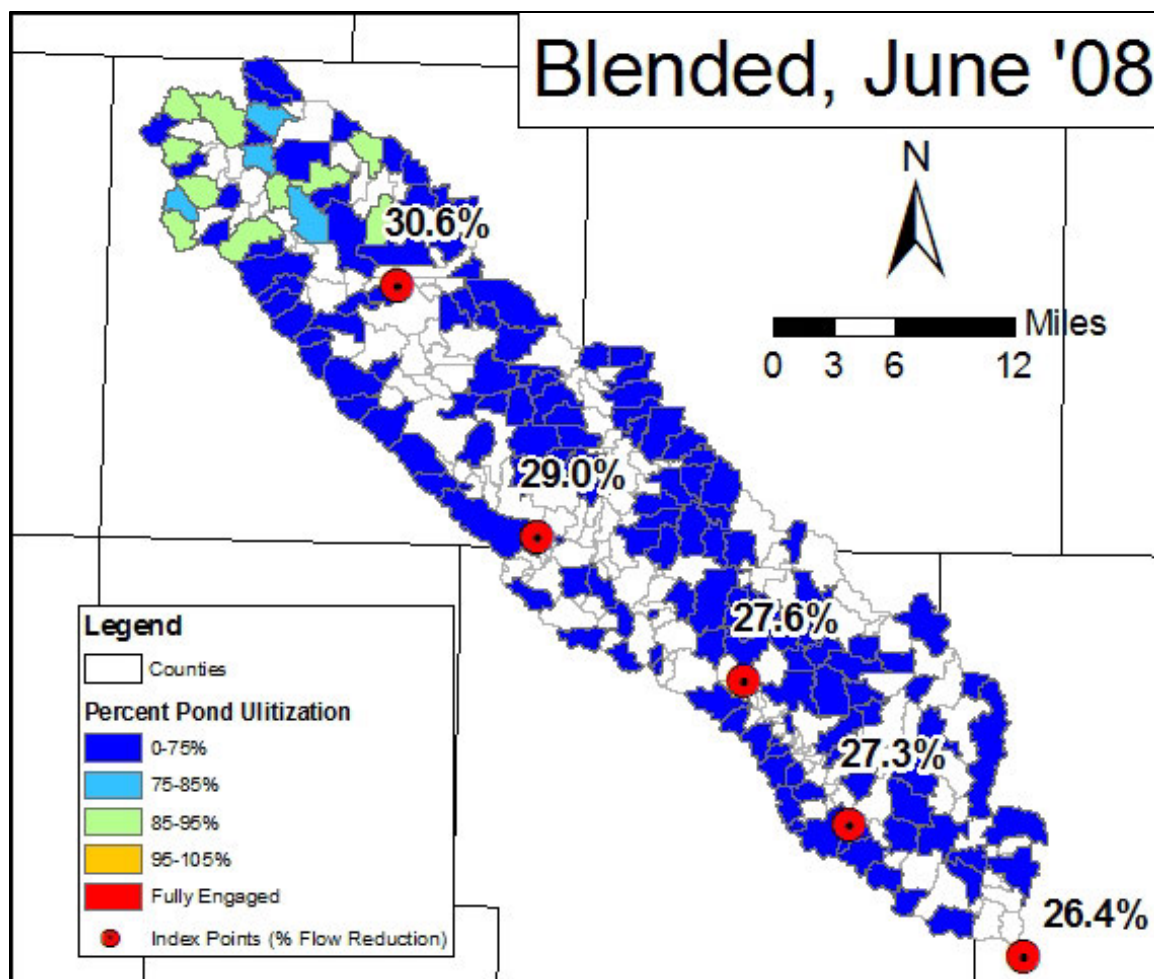 Blended, June '08
N
Miles
0 3 6 12
30.6%
29.0%
27.6%
27.3%
26.4%
Legend
Counties
Percent Pond Ulitization
0-75%
75-85%
85-95%
95-105%
Fully Engaged
Index Points (% Flow Reduction)